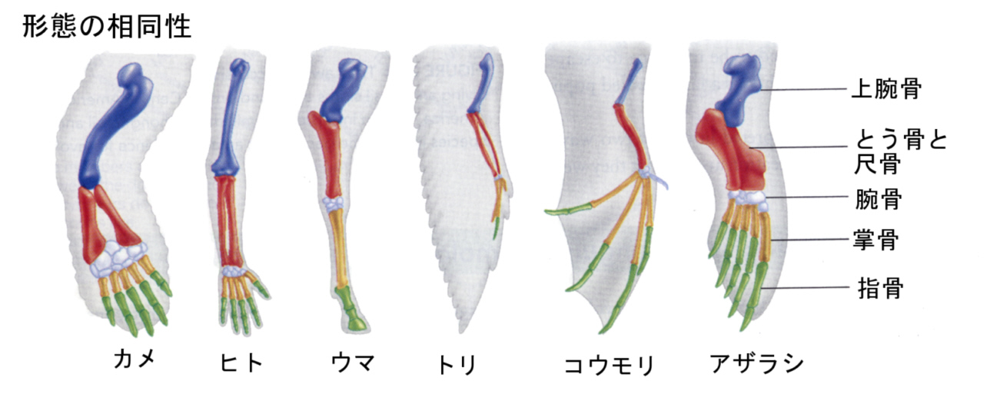 形態の相同性
上腕骨
とう骨と
尺骨
腕骨
掌骨
指骨
カメ
ヒト
ウマ
トリ
コウモリ
アザラシ